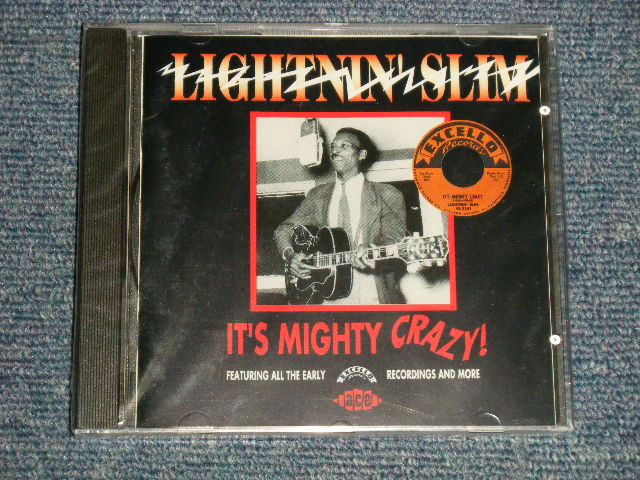 LIGHTNIN' SLIM
EXCELLO
Records
IT'S MIGHTY CRAZY
LIGHTNIN' SLIM
IT'S MIGHTY CRAZY!
FEATURING ALL THE EARLY EXCELLO RECORDINGS AND MORE
ace